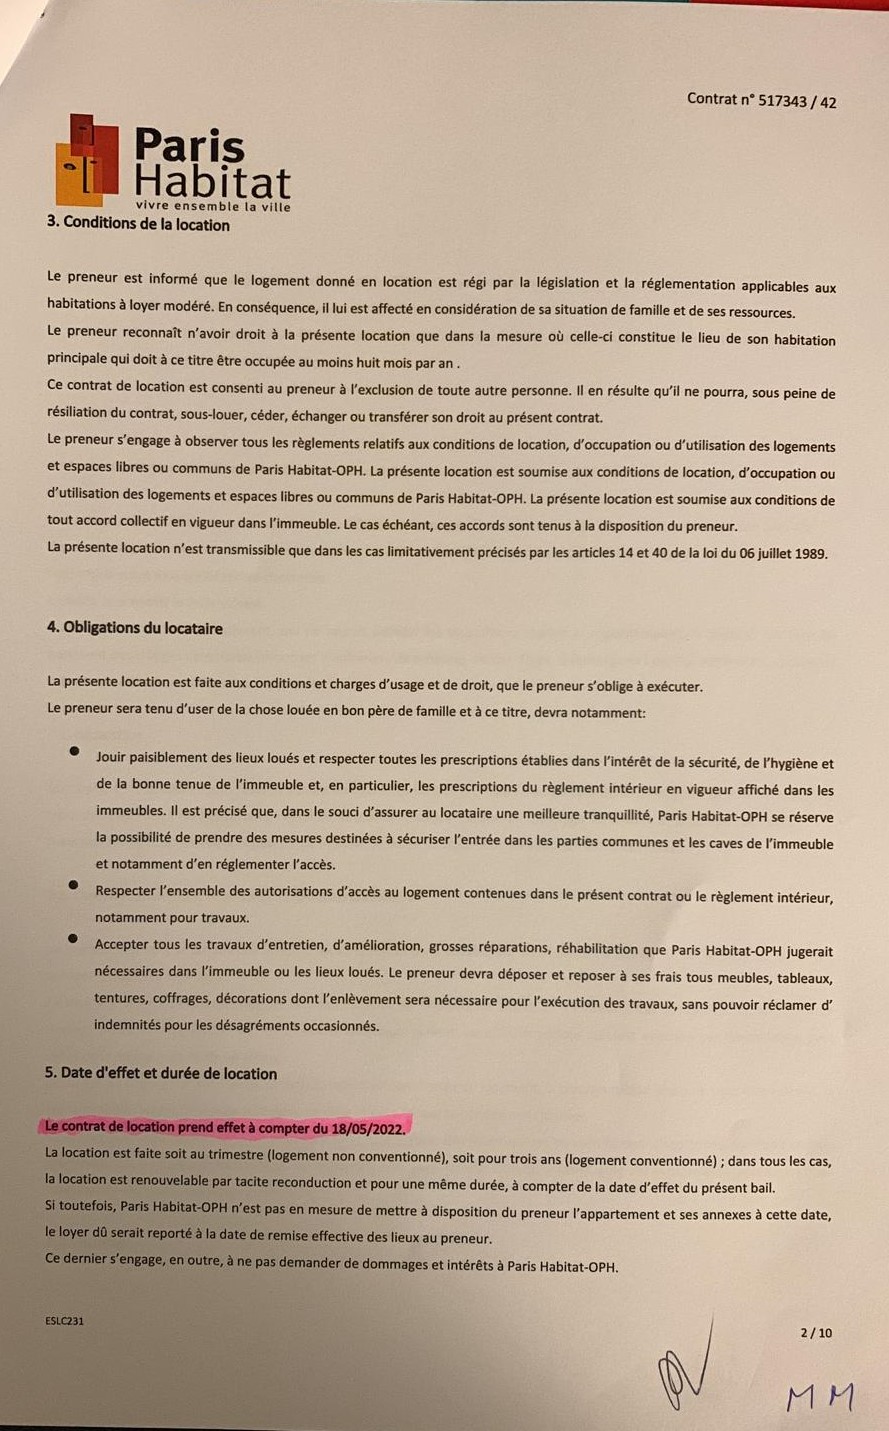 Contrat n° 517343 / 42
Paris
Habitat
vivre ensemble la ville
3. Conditions de la location
Le preneur est informé que le logement donné en location est régi par la législation et la réglementation applicables aux
habitations à loyer modéré. En conséquence, il lui est affecté en considération de sa situation de famille et de ses ressources.
Le preneur reconnaît n'avoir droit à la présente location que dans la mesure où celle-ci constitue le lieu de son habitation
principale qui doit à ce titre être occupée au moins huit mois par an .
Ce contrat de location est consenti au preneur à l'exclusion de toute autre personne. Il en résulte qu'il ne pourra, sous peine de
résiliation du contrat, sous-louer, céder, échanger ou transférer son droit au présent contrat.
Le preneur s'engage à observer tous les règlements relatifs aux conditions de location, d'occupation ou d'utilisation des logements
et espaces libres ou communs de Paris Habitat-OPH. La présente location est soumise aux conditions de location, d'occupation ou
d'utilisation des logements et espaces libres ou communs de Paris Habitat-OPH. La présente location est soumise aux conditions de
tout accord collectif en vigueur dans l'immeuble. Le cas échéant, ces accords sont tenus à la disposition du preneur.
La présente location n'est transmissible que dans les cas limitativement précisés par les articles 14 et 40 de la loi du 06 juillet 1989.
4. Obligations du locataire
La présente location est faite aux conditions et charges d'usage et de droit, que le preneur s'oblige à exécuter.
Le preneur sera tenu d'user de la chose louée en bon père de famille et à ce titre, devra notamment:
● Jouir paisiblement des lieux loués et respecter toutes les prescriptions établies dans l'intérêt de la sécurité, de l'hygiène et
de la bonne tenue de l'immeuble et, en particulier, les prescriptions du règlement intérieur en vigueur affiché dans les
immeubles. Il est précisé que, dans le souci d'assurer au locataire une meilleure tranquillité, Paris Habitat-OPH se réserve
la possibilité de prendre des mesures destinées à sécuriser l'entrée dans les parties communes et les caves de l'immeuble
et notamment d'en réglementer l'accès.
● Respecter l'ensemble des autorisations d'accès au logement contenues dans le présent contrat ou le règlement intérieur,
notamment pour travaux.
● Accepter tous les travaux d'entretien, d'amélioration, grosses réparations, réhabilitation que Paris Habitat-OPH jugerait
nécessaires dans l'immeuble ou les lieux loués. Le preneur devra déposer et reposer à ses frais tous meubles, tableaux,
tentures, coffrages, décorations dont l'enlèvement sera nécessaire pour l'exécution des travaux, sans pouvoir réclamer d'
indemnités pour les désagréments occasionnés.
5. Date d'effet et durée de location
Le contrat de location prend effet à compter du 18/05/2022.
La location est faite soit au trimestre (logement non conventionné), soit pour trois ans (logement conventionné) ; dans tous les cas,
la location est renouvelable par tacite reconduction et pour une même durée, à compter de la date d'effet du présent bail.
Si toutefois, Paris Habitat-OPH n'est pas en mesure de mettre à disposition du preneur l'appartement et ses annexes à cette date,
le loyer dû serait reporté à la date de remise effective des lieux au preneur.
Ce dernier s'engage, en outre, à ne pas demander de dommages et intérêts à Paris Habitat-OPH.
ESLC231
2 / 10
M M